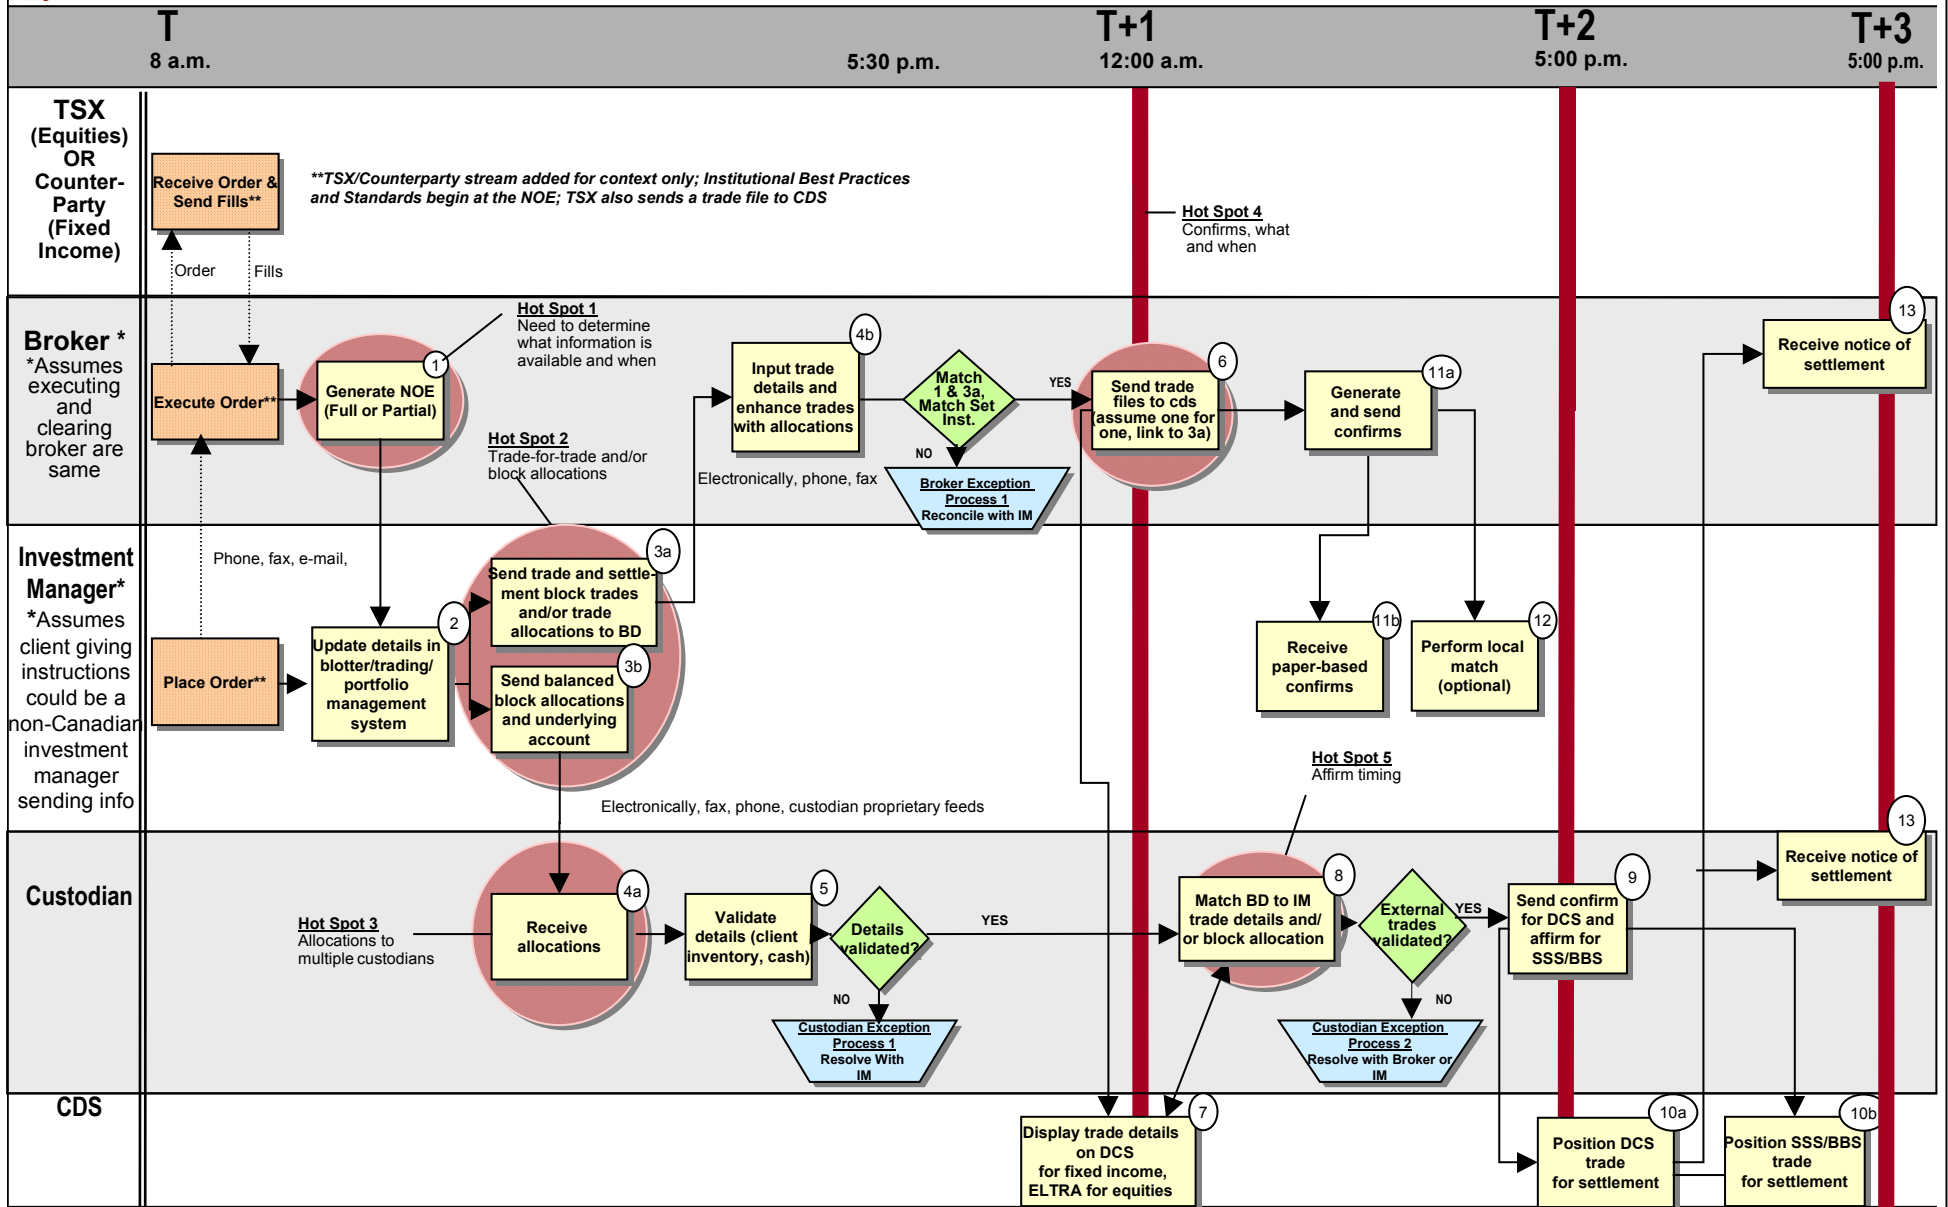 T
8 a.m.
5:30 p.m.
T+1
12:00 a.m.
T+2
5:00 p.m.
T+3
5:00 p.m.
TSX
(Equities)
OR
Counter-
Party
(Fixed
Income)
Receive Order &
Send Fills**
**TSX/Counterparty stream added for context only; Institutional Best Practices
and Standards begin at the NOE; TSX also sends a trade file to CDS
Order
Fills
Hot Spot 4
Confirms, what
and when
Broker *
*Assumes
executing
and
clearing
broker are
same
Execute Order**
1
Generate NOE
(Full or Partial)
Hot Spot 1
Need to determine
what information is
available and when
Hot Spot 2
Trade-for-trade and/or
block allocations
4b
Input trade
details and
enhance trades
with allocations
Electronically, phone, fax
Match
1 & 3a,
Match Set
Inst.
YES
NO
Broker Exception
Process 1
Reconcile with IM
6
Send trade
files to cds
(assume one for
one, link to 3a)
11a
Generate
and send
confirms
13
Receive notice of
settlement
Investment
Manager*
*Assumes
client giving
instructions
could be a
non-Canadian
investment
manager
sending info
Phone, fax, e-mail,
Place Order**
2
Update details in
blotter/trading/
portfolio
management
system
3a
Send trade and settle-
ment block trades
and/or trade
allocations to BD
3b
Send balanced
block allocations
and underlying
account
11b
Receive
paper-based
confirms
12
Perform local
match
(optional)
Hot Spot 5
Affirm timing
Electronically, fax, phone, custodian proprietary feeds
Custodian
Hot Spot 3
Allocations to
multiple custodians
4a
Receive
allocations
5
Validate
details (client
inventory, cash)
Details
validated?
YES
NO
Custodian Exception
Process 1
Resolve With
IM
8
Match BD to IM
trade details and/
or block allocation
External
trades
validated?
YES
NO
Custodian Exception
Process 2
Resolve with Broker or
IM
9
Send confirm
for DCS and
affirm for
SSS/BBS
13
Receive notice of
settlement
CDS
7
Display trade details
on DCS
for fixed income,
ELTRA for equities
10a
Position DCS
trade
for settlement
10b
Position SSS/BBS
trade
for settlement